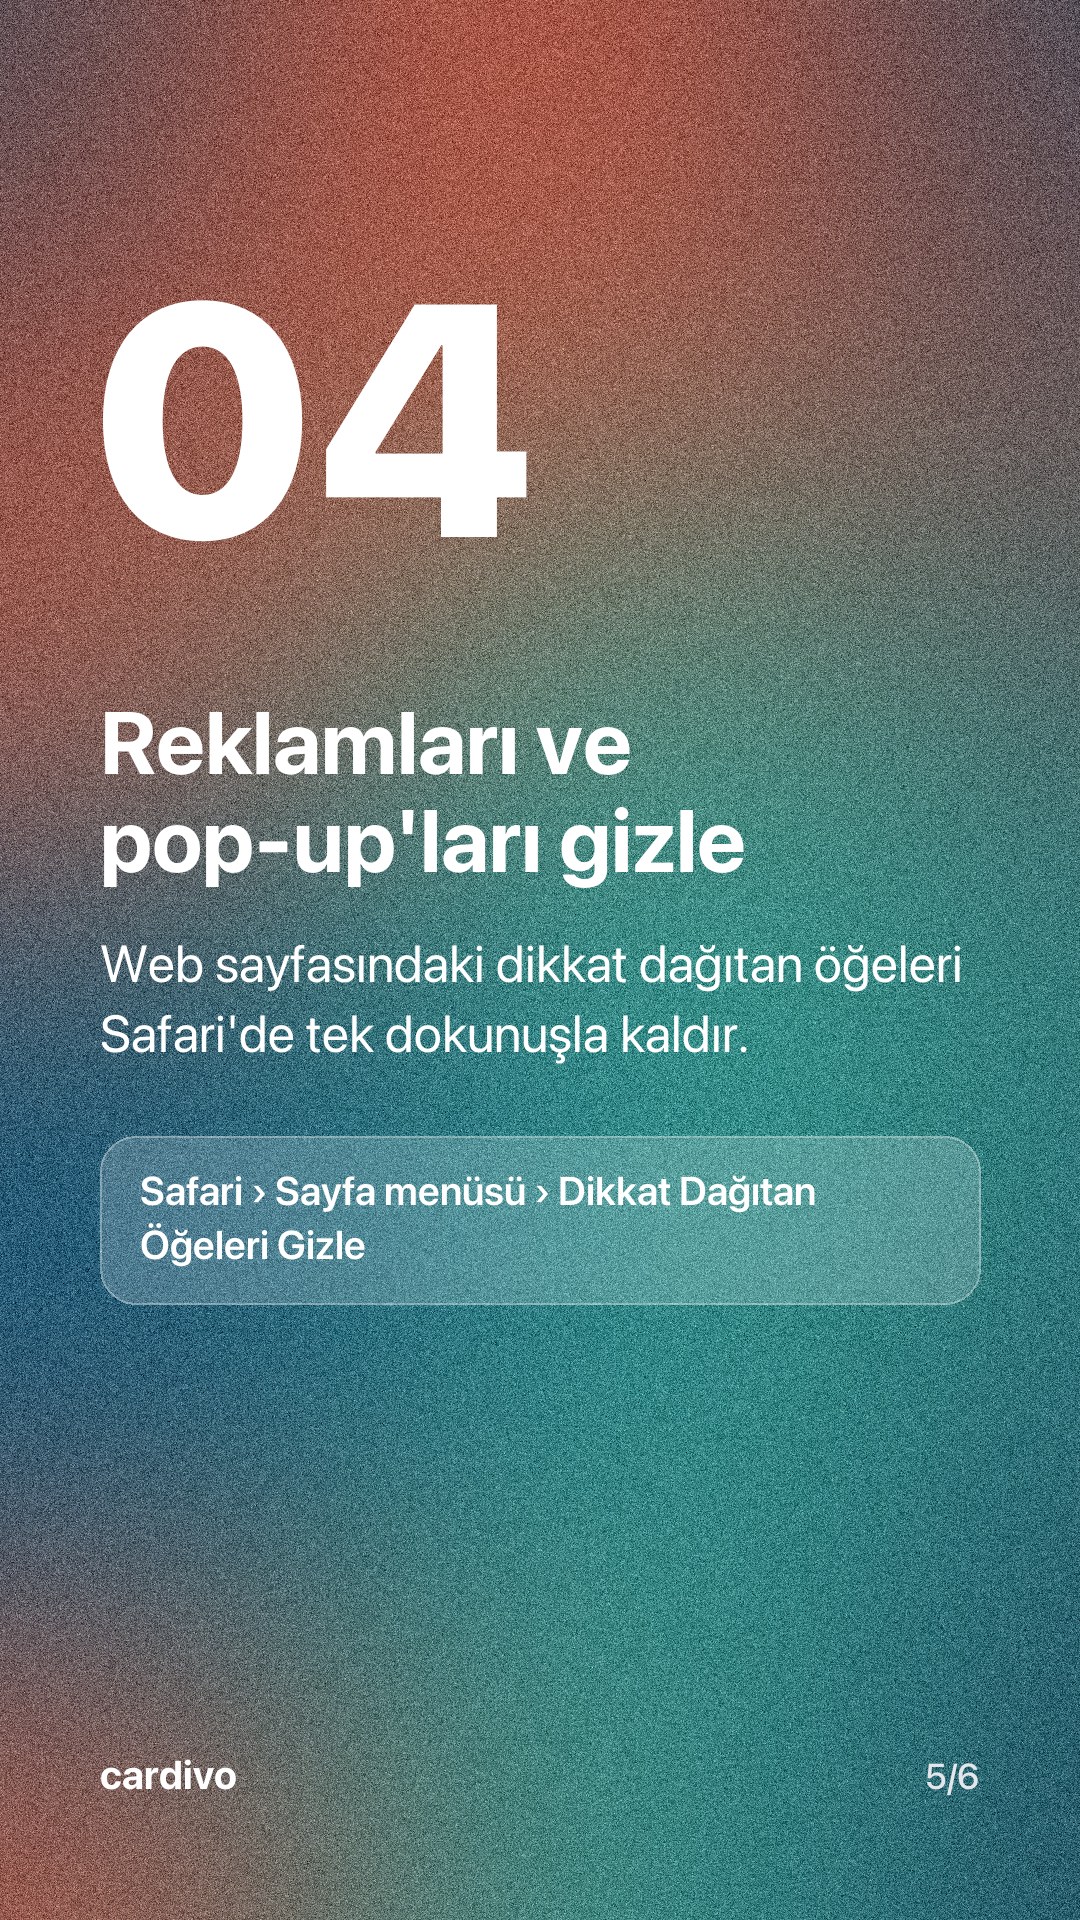 04
Reklamları ve
pop-up'ları gizle
Web sayfasındaki dikkat dağıtan öğeleri
Safari'de tek dokunuşla kaldır.
Safari › Sayfa menüsü › Dikkat Dağıtan
Öğeleri Gizle
cardivo
5/6